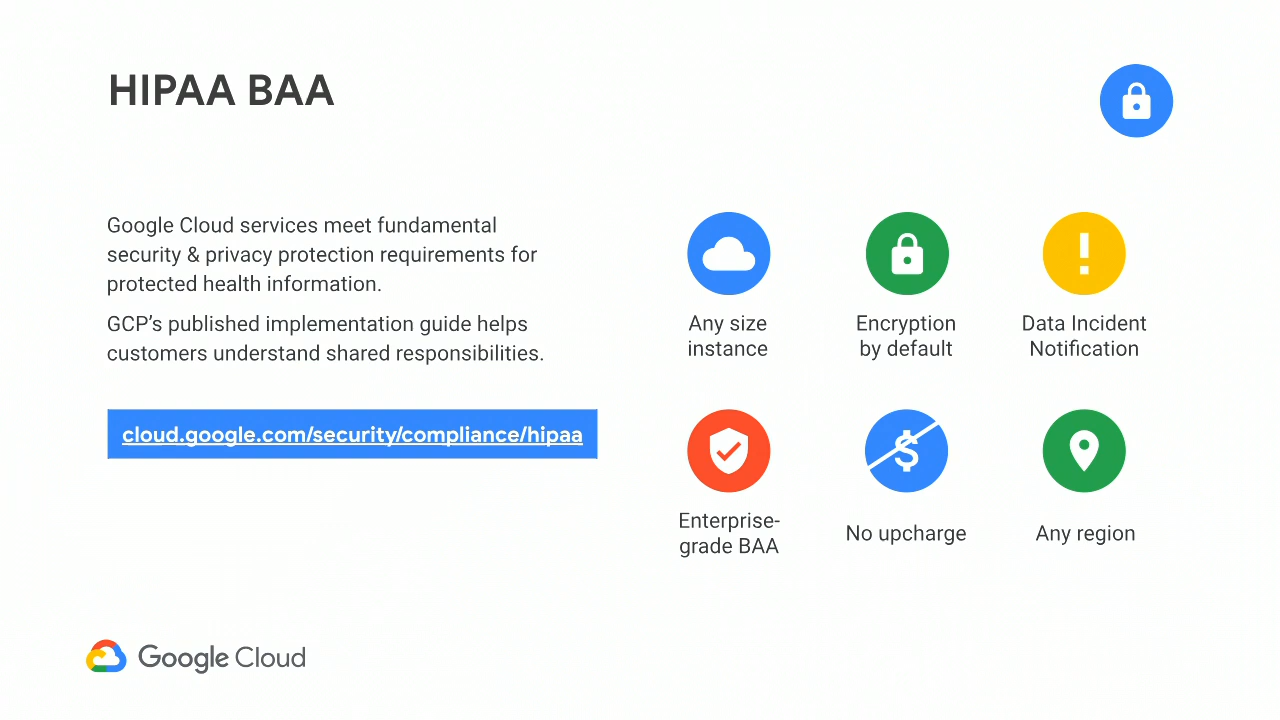 HIPAA BAA
Google Cloud services meet fundamental
security & privacy protection requirements for
protected health information.
GCP’s published implementation guide helps
customers understand shared responsibilities.
cloud.google.com/security/compliance/hipaa
Any size
instance
Encryption
by default
Data Incident
Notification
Enterprise-
grade BAA
$
No upcharge
Any region
Google Cloud